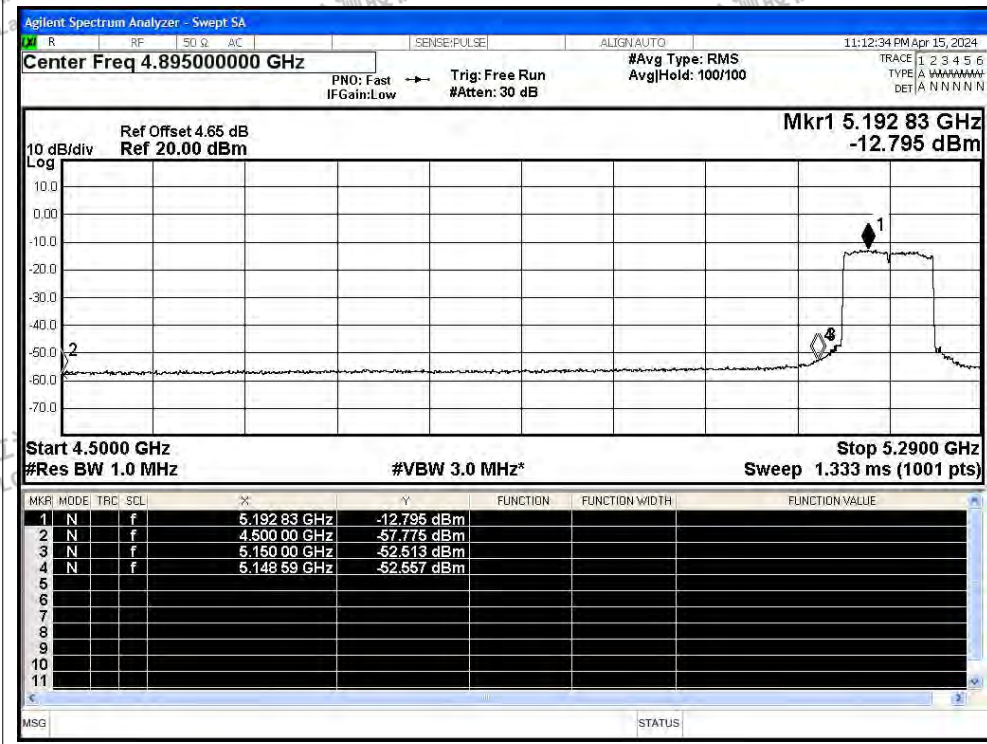 Agilent Spectrum Analyzer - Swept SA
R RF 50 Ω AC SENSE:PULSE ALIGN AUTO 11:12:34 PM Apr 15, 2024
Center Freq 4.895000000 GHz #Avg Type: RMS TRACE 1 2 3 4 5 6
PNO: Fast Trig: Free Run Avg|Hold: 100/100 TYPE A WWWWW
IFGain:Low #Atten: 30 dB DET A N N N N N
Mkr1 5.192 83 GHz
Ref Offset 4.65 dB
10 dB/div Ref 20.00 dBm -12.795 dBm
Log
10.0
0.00
-10.0
1
-20.0
-30.0
-40.0
-50.0 2
-60.0
-70.0
Start 4.5000 GHz Stop 5.2900 GHz
#Res BW 1.0 MHz #VBW 3.0 MHz* Sweep 1.333 ms (1001 pts)
MKR MODE TRC SCL X Y FUNCTION FUNCTION WIDTH FUNCTION VALUE
1 N f 5.192 83 GHz -12.795 dBm
2 N f 4.500 00 GHz -57.775 dBm
3 N f 5.150 00 GHz -52.513 dBm
4 N f 5.148 59 GHz -52.557 dBm
5
6
7
8
9
10
11
MSG STATUS